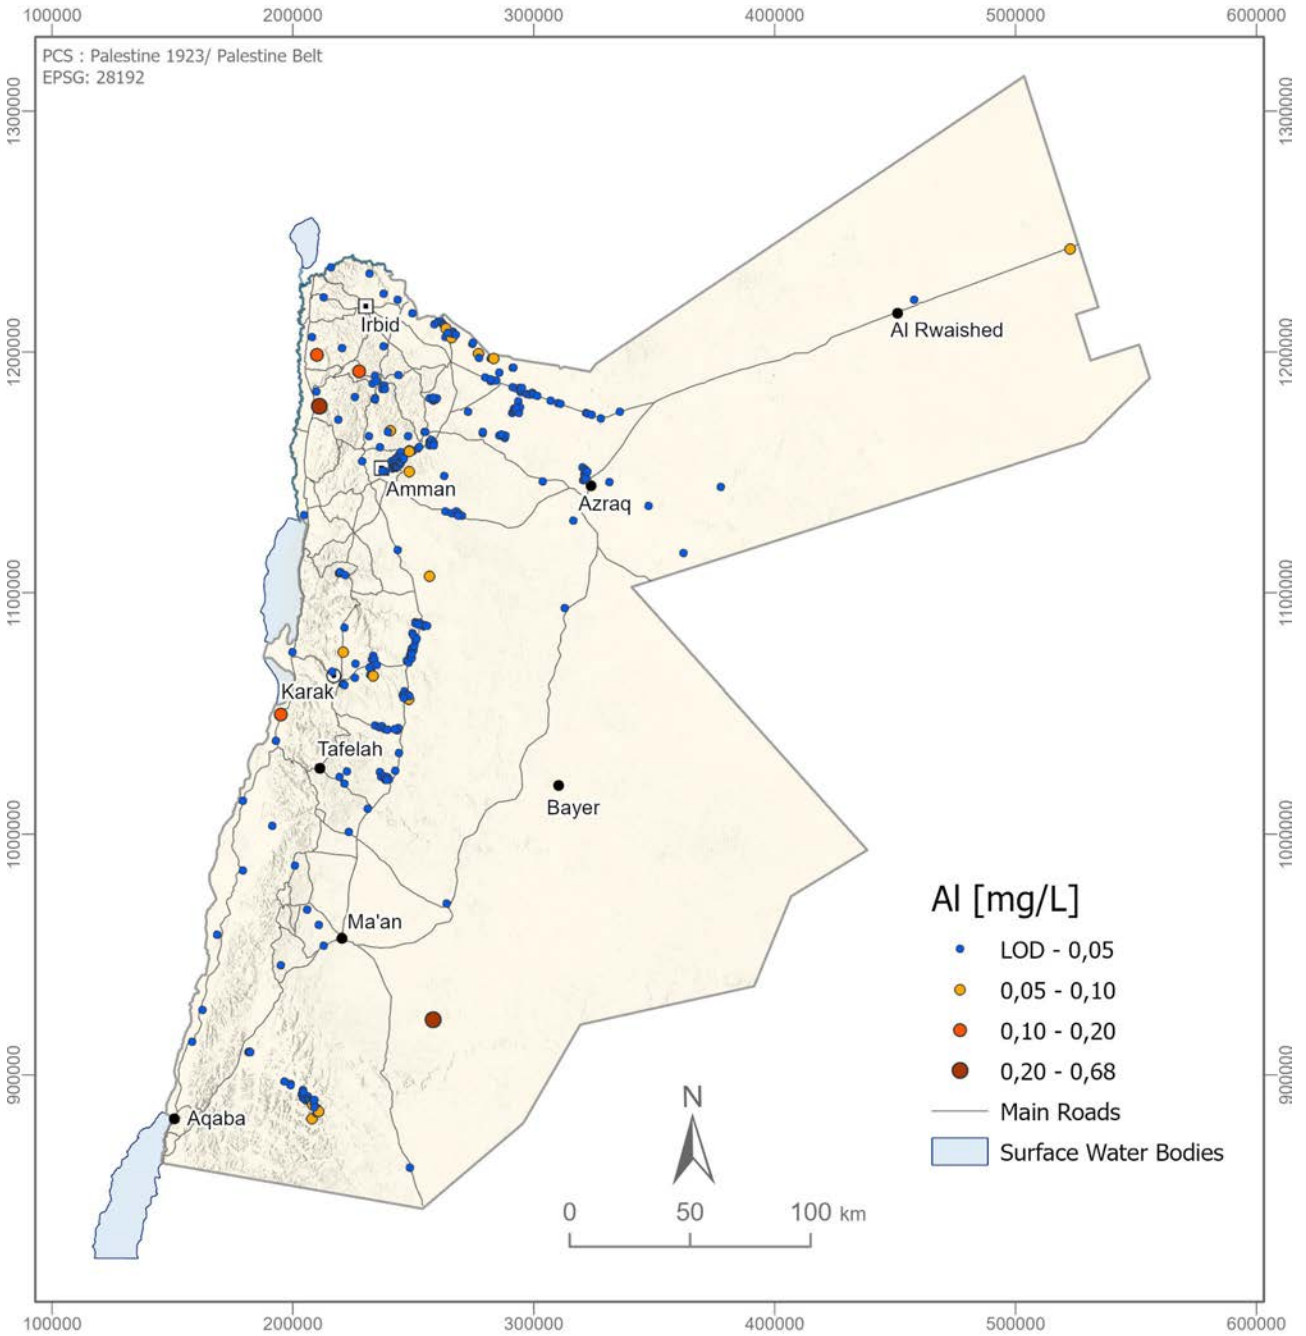 100000 200000 300000 400000 500000 600000
PCS : Palestine 1923/ Palestine Belt
EPSG: 28192
1300000 1300000
Irbid
Al Rwaished
1200000 1200000
Amman
Azraq
1100000 1100000
Karak
Tafelah
Bayer
1000000 1000000
Ma'an
Al [mg/L]
LOD - 0,05
0,05 - 0,10
0,10 - 0,20
0,20 - 0,68
Main Roads
Surface Water Bodies
900000 900000
Aqaba
N
0 50 100 km
100000 200000 300000 400000 500000 600000